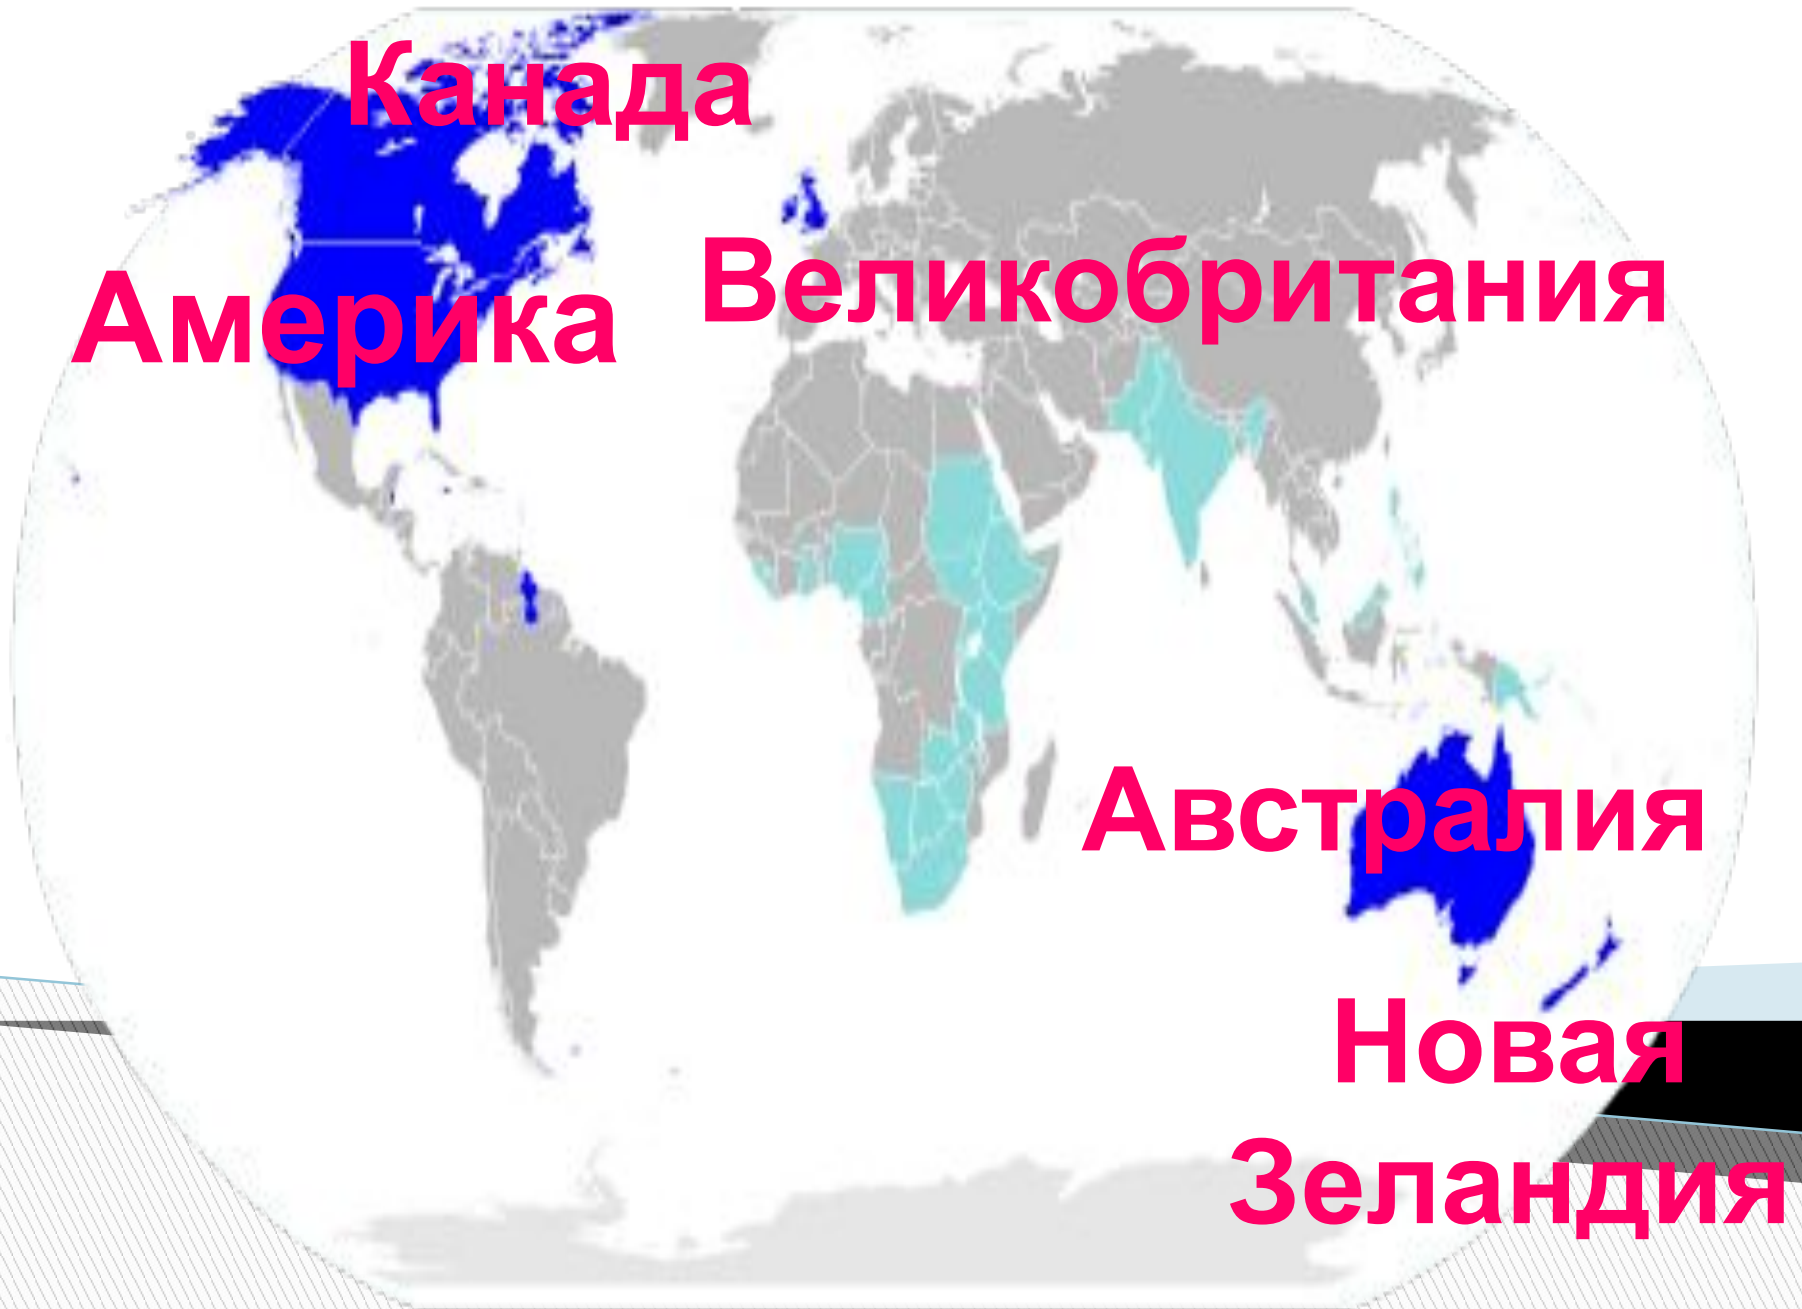 Канада
Великобритания
Америка
Австралия
Новая
Зеландия